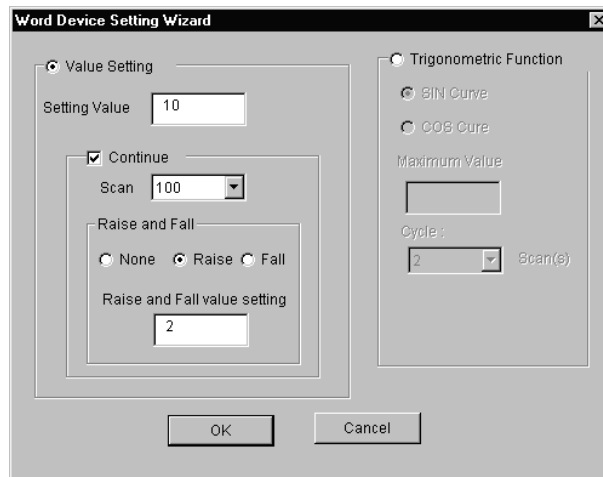 Word Device Setting Wizard
Value Setting
Setting Value 10
Continue
Scan 100
Raise and Fall
None Raise Fall
Raise and Fall value setting
2
Trigonometric Function
SIN Curve
COS Cure
Maximum Value
Cycle :
2 Scan(s)
OK Cancel